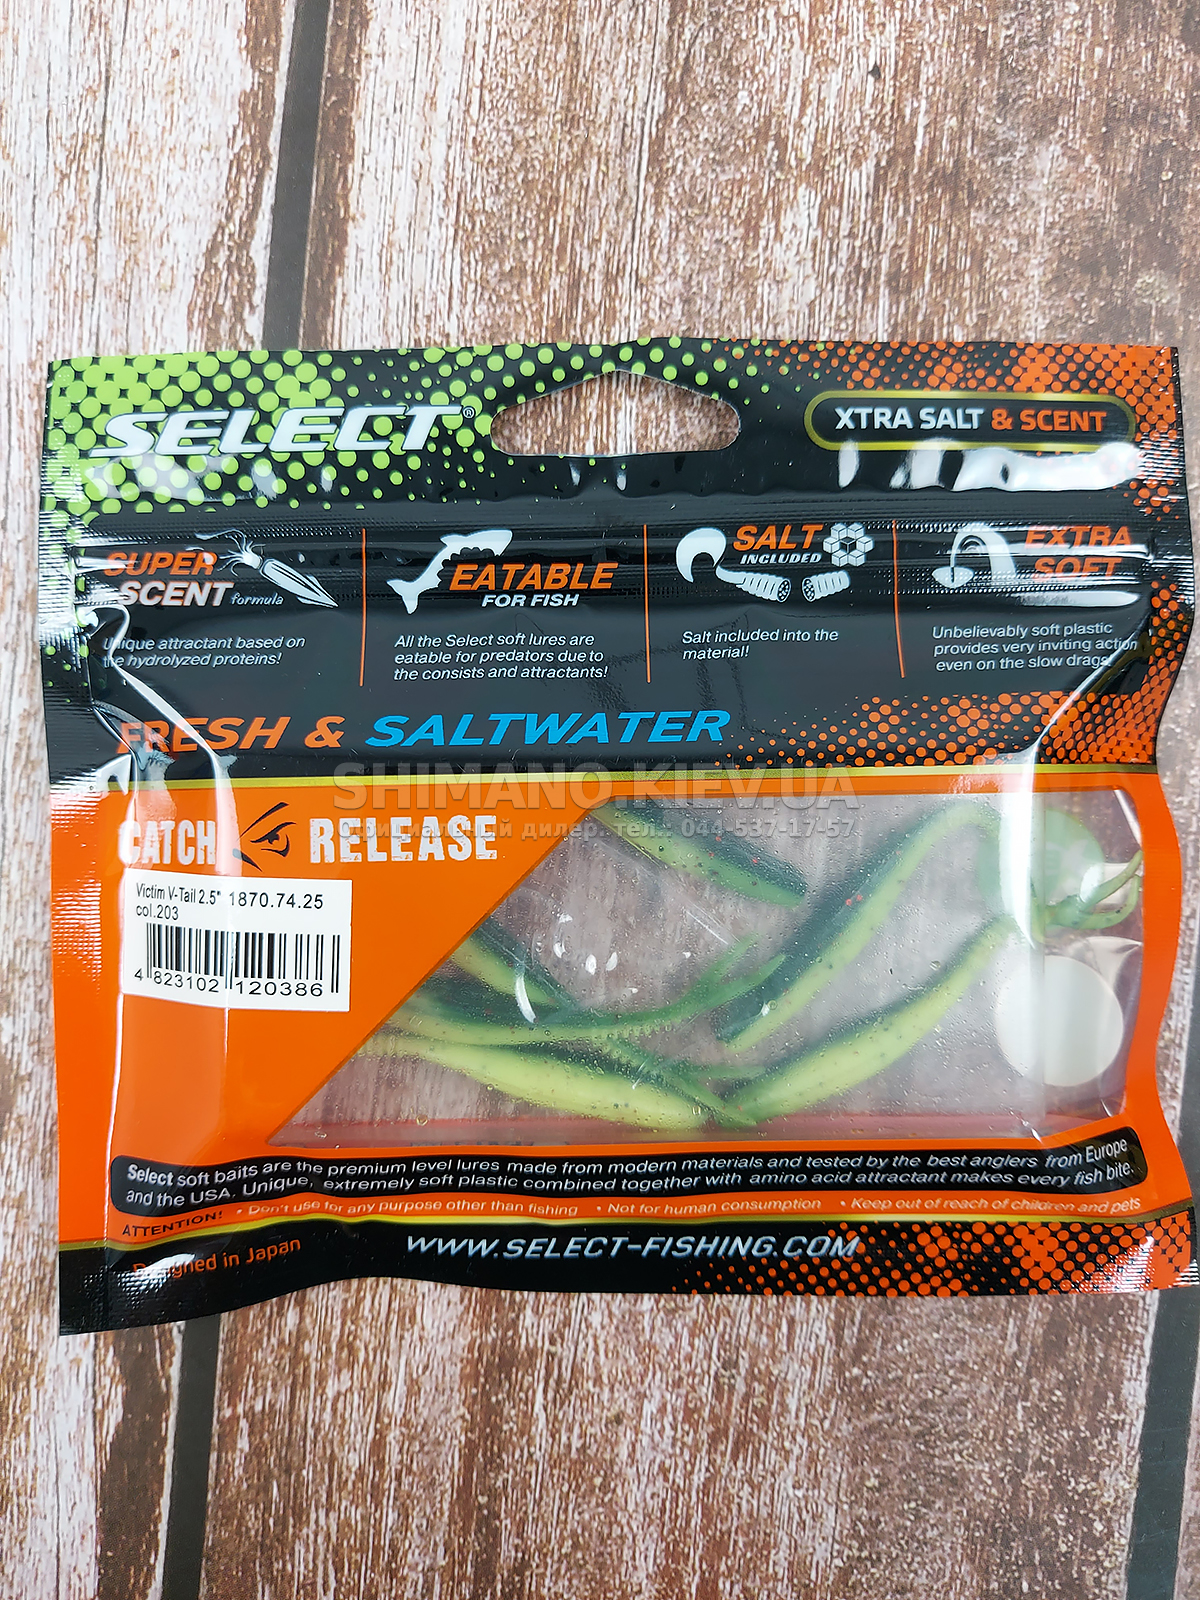 SELECT®
XTRA SALT & SCENT
SUPER
SCENT formula
Unique attractant based on
the hydrolyzed proteins!
EATABLE
FOR FISH
All the Select soft lures are
eatable for predators due to
the consists and attractants!
SALT
INCLUDED
Salt included into the
material!
EXTRA
SOFT
Unbelievably soft plastic
provides very inviting action
even on the slow drags!
FRESH & SALTWATER
SHIMANO.KIEV.UA
Официальный дилер. тел.: 044-537-17-57
CATCH RELEASE
Victim V-Tail 2.5" 1870.74.25
col.203
4 823102 120386
Select soft baits are the premium level lures made from modern materials and tested by the best anglers from Europe
and the USA. Unique, extremely soft plastic combined together with amino acid attractant makes every fish bite.
ATTENTION! • Don't use for any purpose other than fishing • Not for human consumption • Keep out of reach of children and pets
Designed in Japan
WWW.SELECT-FISHING.COM